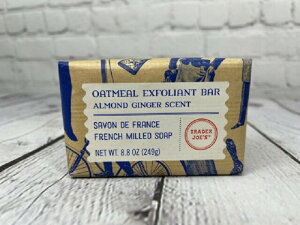 OATMEAL EXFOLIANT BAR
ALMOND GINGER SCENT
SAVON DE FRANCE
FRENCH MILLED SOAP
NET WT. 8.8 OZ (249g)
TRADER
JOE'S